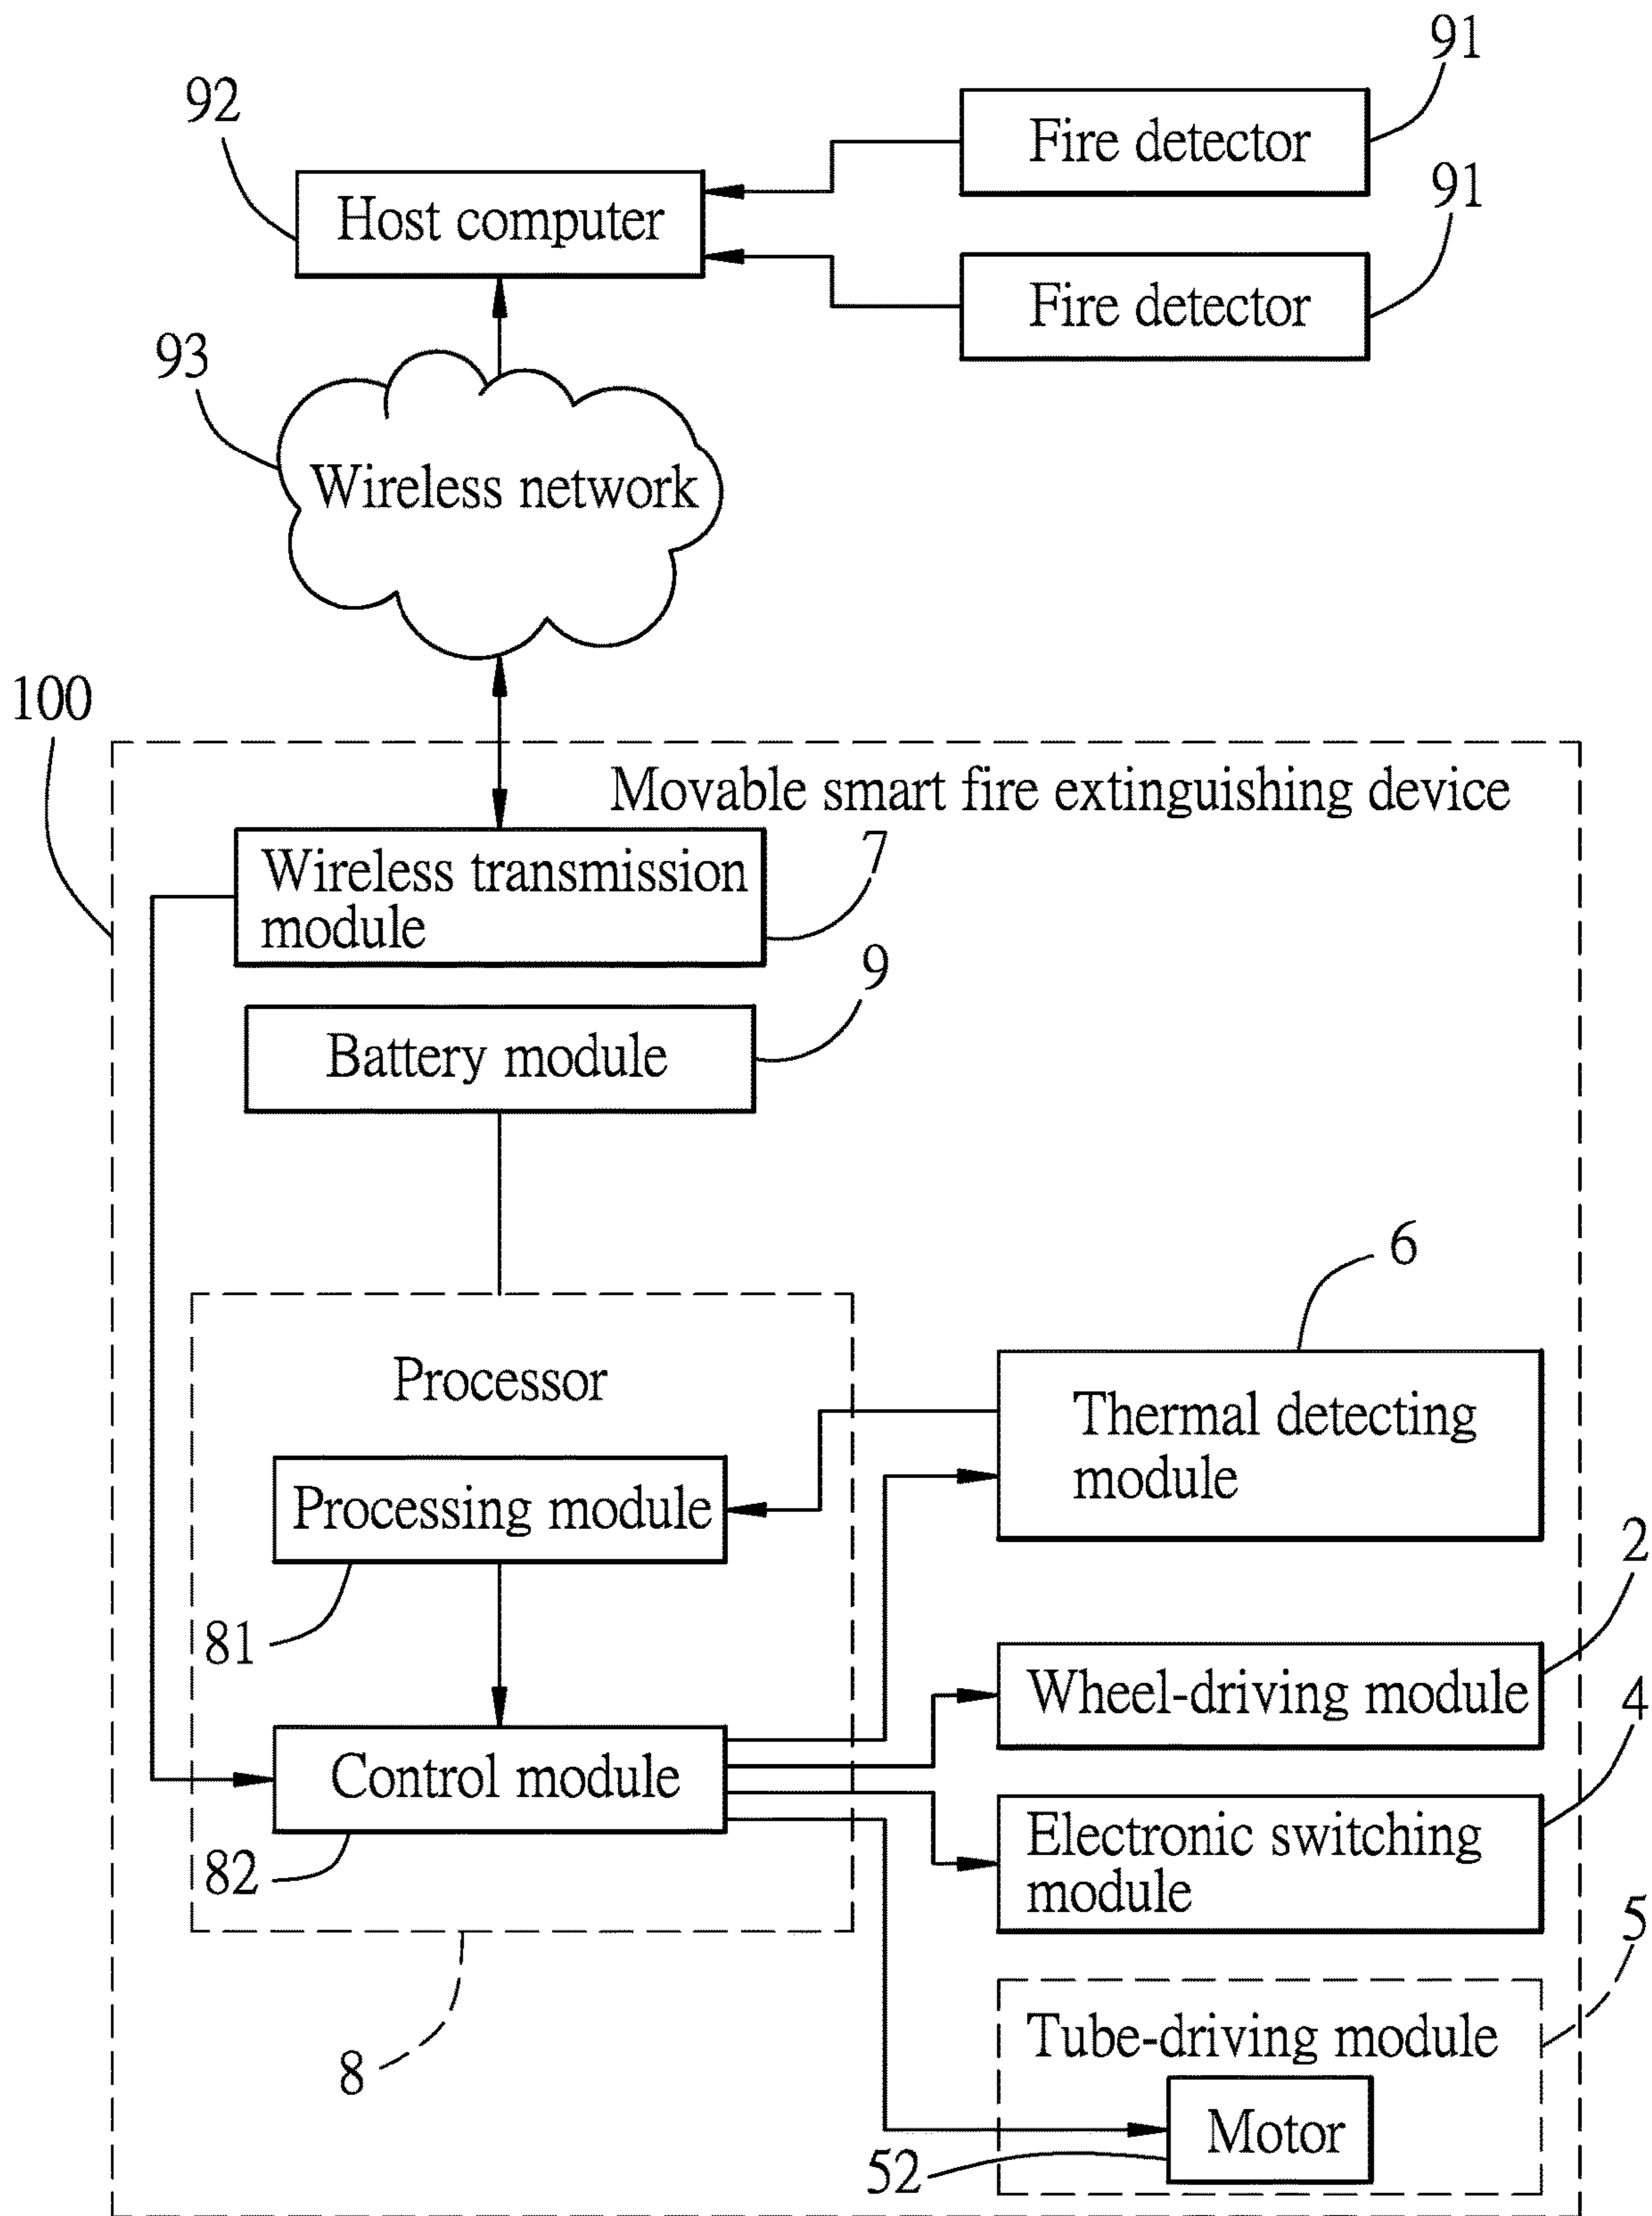 91
92
Fire detector
91
Host computer
Fire detector
93
Wireless network
100
Movable smart fire extinguishing device
7
Wireless transmission
module
9
Battery module
6
Processor
Thermal detecting
module
Processing module
2
81
Wheel-driving module
4
Control module
Electronic switching
module
82
5
Tube-driving module
8
Motor
52